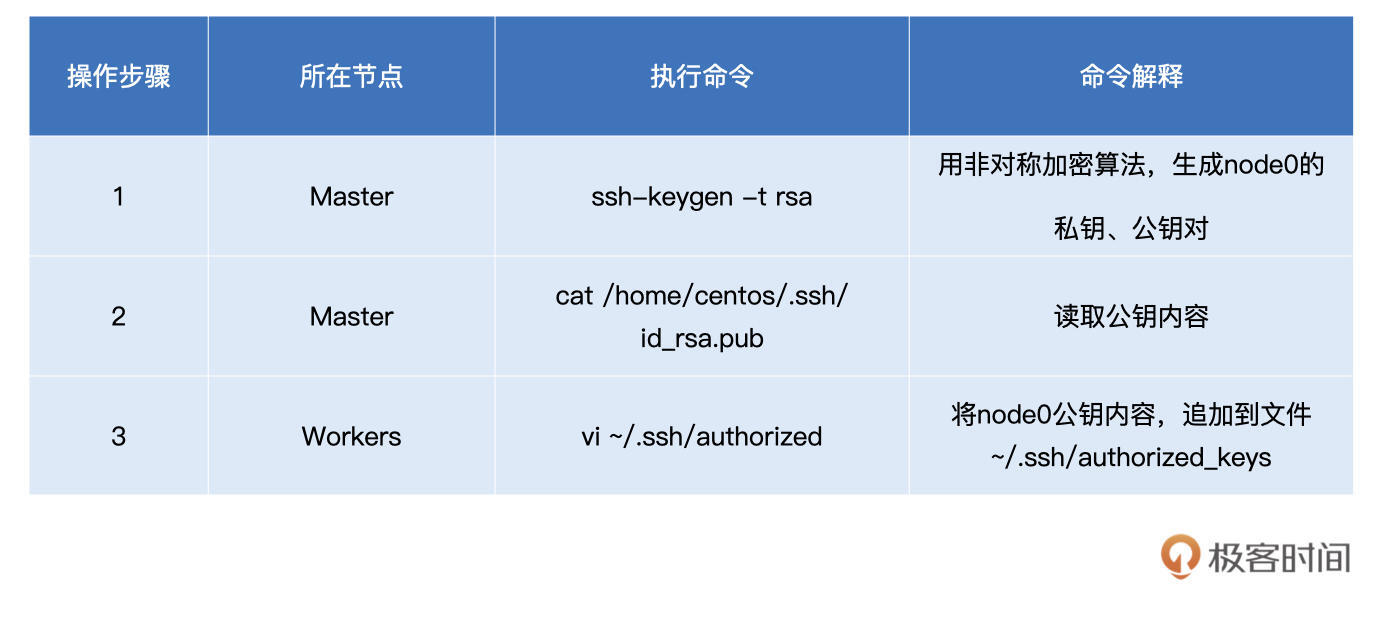 操作步骤 所在节点 执行命令 命令解释
1 Master ssh-keygen -t rsa 用非对称加密算法，生成node0的
私钥、公钥对
2 Master cat /home/centos/.ssh/
id_rsa.pub 读取公钥内容
3 Workers vi ~/.ssh/authorized 将node0公钥内容，追加到文件
~/.ssh/authorized_keys
极客时间